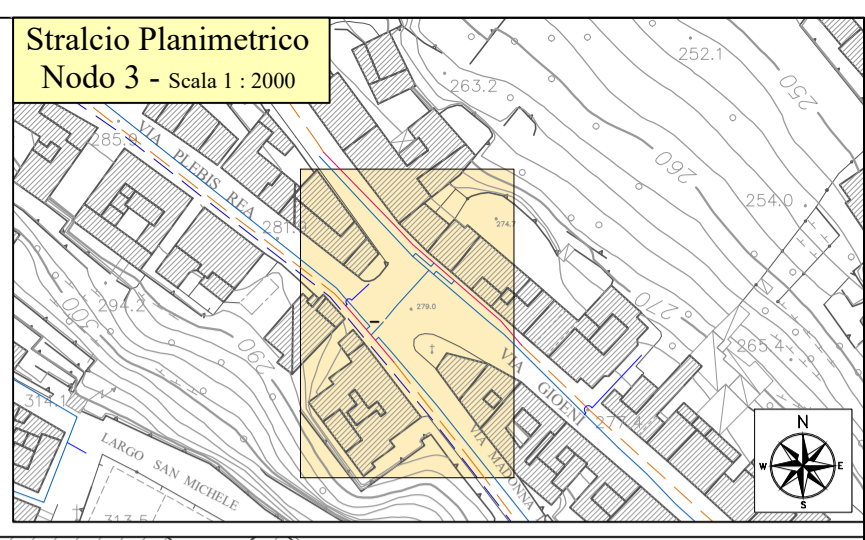 Stralcio Planimetrico
Nodo 3 - Scala 1 : 2000
252.1
250
263.2
VIA PLEBIS REA
285.9
260
254.0
281.
274.7
294.2
300
279.0
270
290
265.4
VIA GIOENI
277.4
314.1
VIA MADONNA
LARGO SAN MICHELE
313.5
N
W
E
S